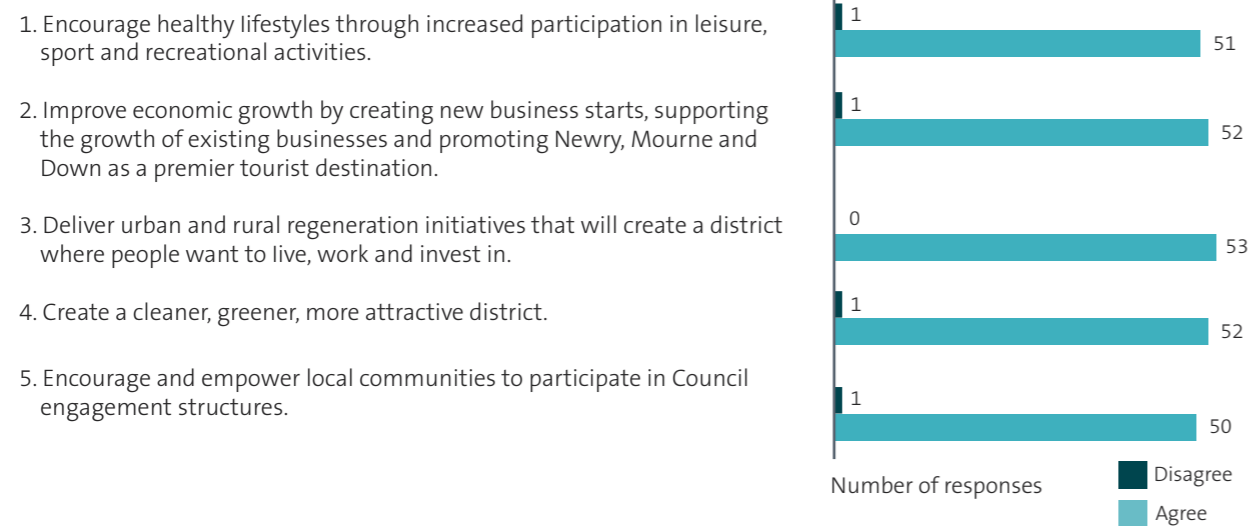 1. Encourage healthy lifestyles through increased participation in leisure,
sport and recreational activities.
1
51
2. Improve economic growth by creating new business starts, supporting
the growth of existing businesses and promoting Newry, Mourne and
Down as a premier tourist destination.
1
52
3. Deliver urban and rural regeneration initiatives that will create a district
where people want to live, work and invest in.
0
53
4. Create a cleaner, greener, more attractive district.
1
52
5. Encourage and empower local communities to participate in Council
engagement structures.
1
50
Number of responses
Disagree
Agree